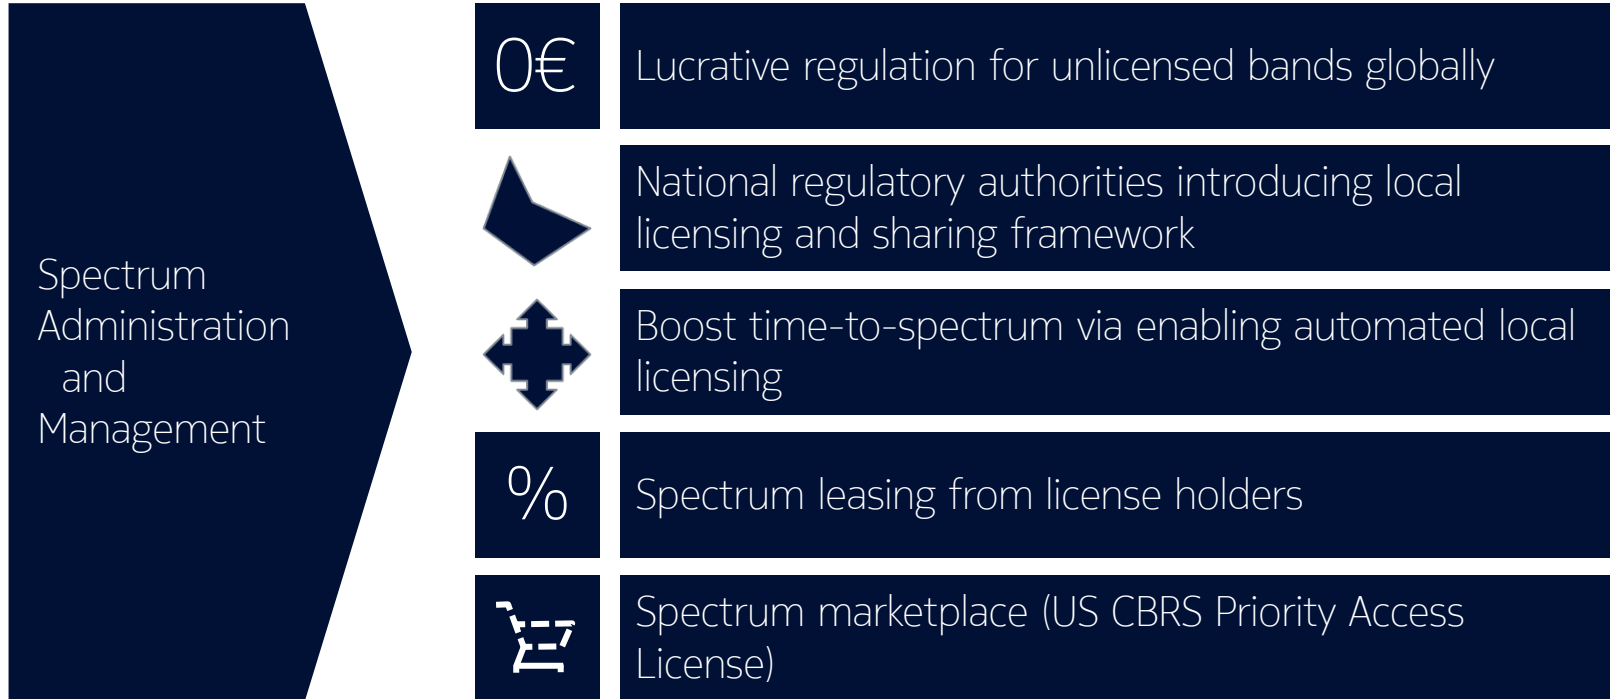 Spectrum
Administration
and
Management
0€
Lucrative regulation for unlicensed bands globally
National regulatory authorities introducing local
licensing and sharing framework
Boost time-to-spectrum via enabling automated local
licensing
%
Spectrum leasing from license holders
Spectrum marketplace (US CBRS Priority Access
License)